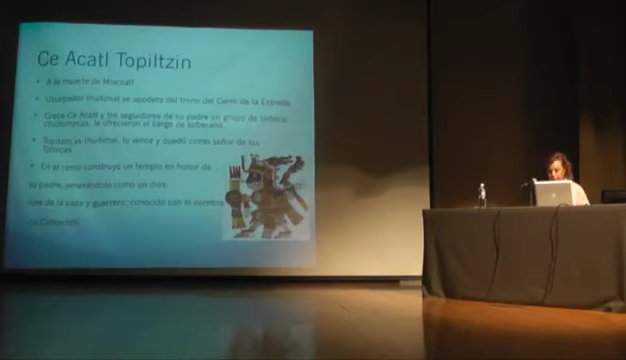 Ce Acatl Topiltzin
• A la muerte de Mixcoatl
• Usurpador Ihuitimal se apodera del trono del Cerro de la Estrella
• Crece Ce Acatl y los seguidores de su padre un grupo de toltecas
chichimecas, le ofrecieron el cargo de soberano
• Topiltzin vs Ihuitimal, lo vence y quedó como señor de los
Toltecas
• En el cerro construyo un templo en honor de
su padre, venerándolo como un dios,
dios de la caza y guerrero, conocido con el nombre
de Camaxtli